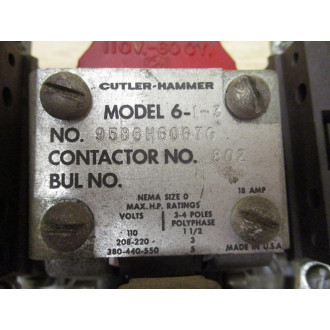 110V.-60CY.
CUTLER-HAMMER
MODEL 6-1-3
NO. 9586H6087C
CONTACTOR NO. 802
BUL NO.
NEMA SIZE 0
18 AMP
MAX. H.P. RATINGS
VOLTS 2-4 POLES
POLYPHASE
110 1 1/2
208-220- 3
380-440-550 5
MADE IN U.S.A.